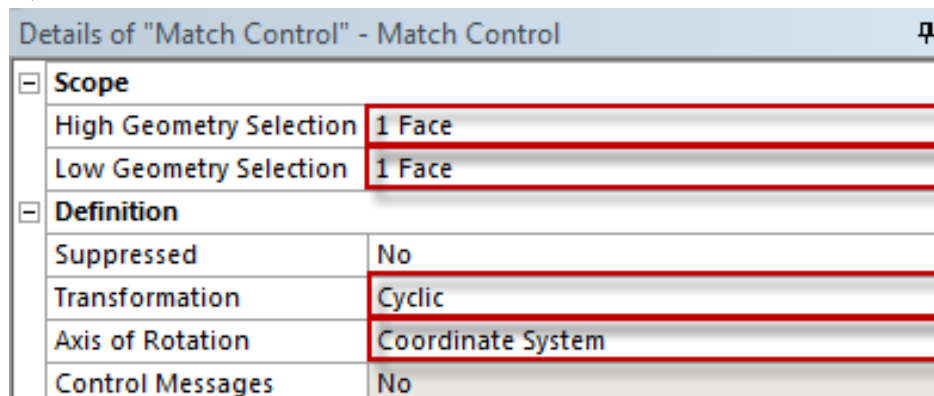 Details of "Match Control" - Match Control
Scope
High Geometry Selection 1 Face
Low Geometry Selection 1 Face
Definition
Suppressed No
Transformation Cyclic
Axis of Rotation Coordinate System
Control Messages No